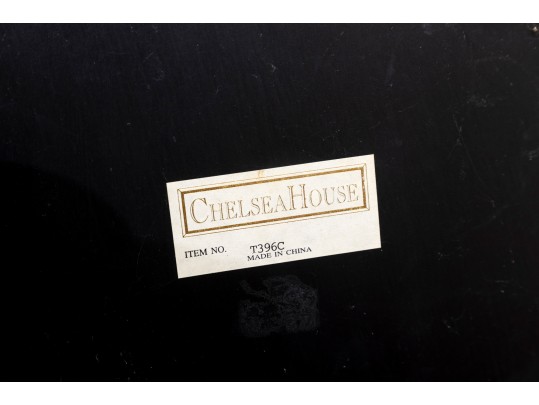 CHELSEAHOUSE
ITEM NO. T396C
MADE IN CHINA